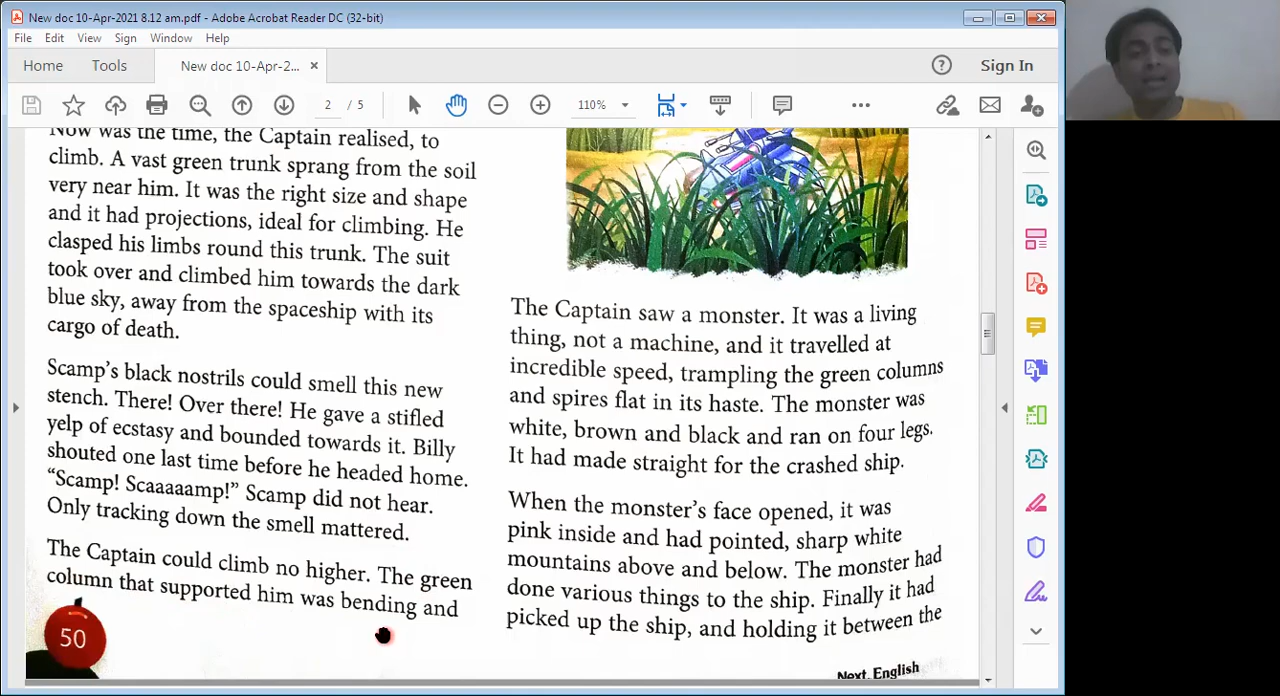 New doc 10-Apr-2021 8.12 am.pdf - Adobe Acrobat Reader DC (32-bit)
File Edit View Sign Window Help
Home Tools New doc 10-Apr-2... × Sign In
2 / 5 110%
Now was the time, the Captain realised, to
climb. A vast green trunk sprang from the soil
very near him. It was the right size and shape
and it had projections, ideal for climbing. He
clasped his limbs round this trunk. The suit
took over and climbed him towards the dark
blue sky, away from the spaceship with its
cargo of death.
Scamp's black nostrils could smell this new
stench. There! Over there! He gave a stifled
yelp of ecstasy and bounded towards it. Billy
shouted one last time before he headed home.
“Scamp! Scaaaaamp!” Scamp did not hear.
Only tracking down the smell mattered.
The Captain could climb no higher. The green
column that supported him was bending and
50
The Captain saw a monster. It was a living
thing, not a machine, and it travelled at
incredible speed, trampling the green columns
and spires flat in its haste. The monster was
white, brown and black and ran on four legs.
It had made straight for the crashed ship.
When the monster's face opened, it was
pink inside and had pointed, sharp white
mountains above and below. The monster had
done various things to the ship. Finally it had
picked up the ship, and holding it between the
Next, English